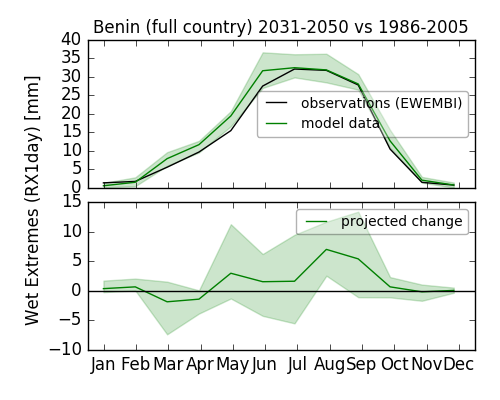 Benin (full country) 2031-2050 vs 1986-2005
Wet Extremes (RX1day) [mm]
40
35
30
25
20
15
10
5
0
observations (EWEMBI)
model data
15
10
5
0
−5
−10
projected change
Jan Feb Mar Apr May Jun Jul Aug Sep Oct Nov Dec